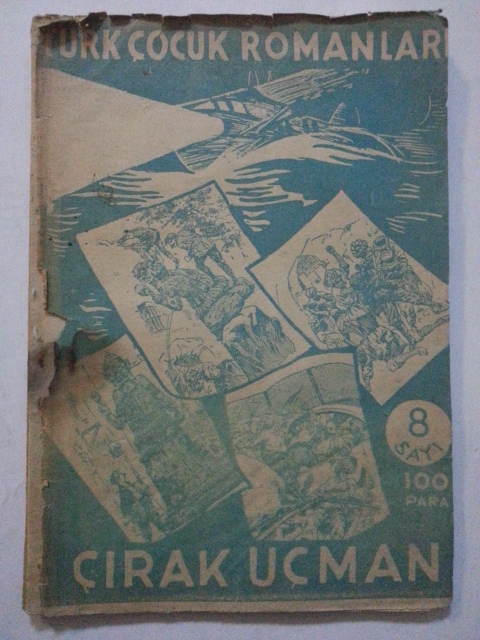 TÜRK ÇOCUK ROMANLARI
8
SAYI
100
PARA
ÇIRAK UÇMAN